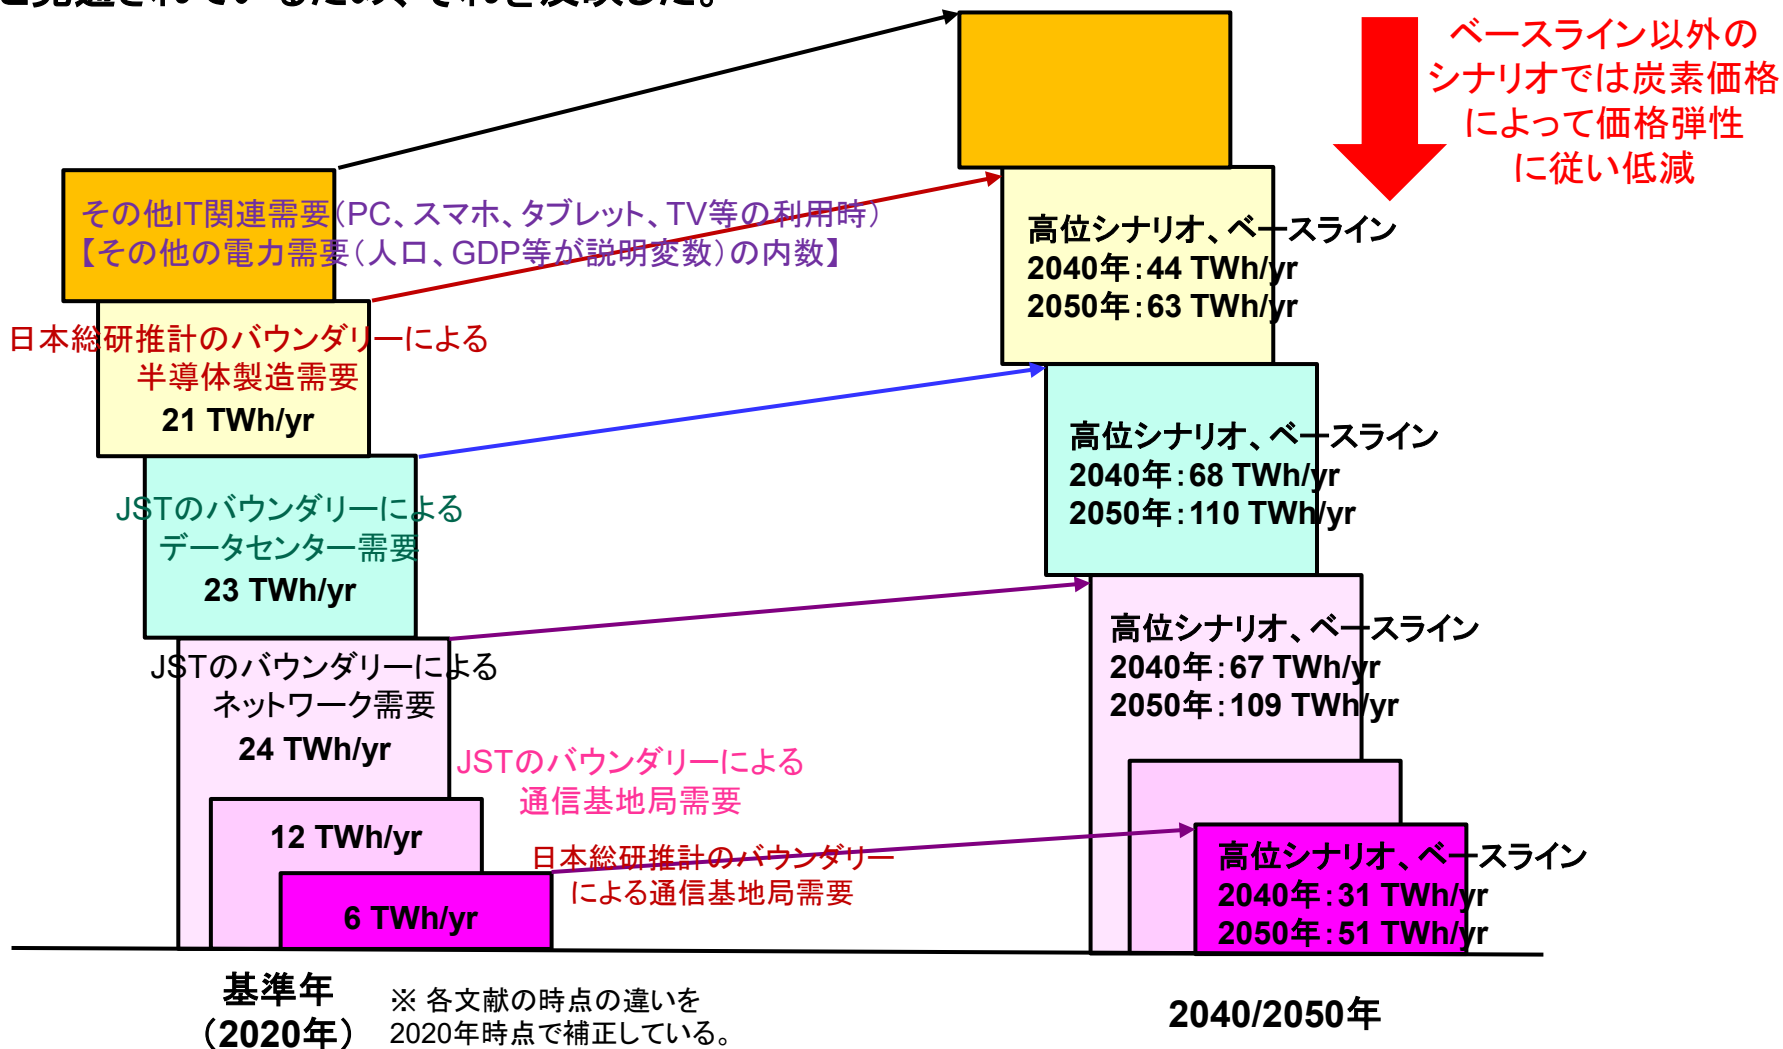 と見通されているため、それを反映した。
ベースライン以外の
シナリオでは炭素価格
によって価格弾性
に従い低減
その他IT関連需要（PC、スマホ、タブレット、TV等の利用時）
【その他の電力需要（人口、GDP等が説明変数）の内数】
高位シナリオ、ベースライン
2040年：44 TWh/yr
2050年：63 TWh/yr
日本総研推計のバウンダリーによる
半導体製造需要
21 TWh/yr
高位シナリオ、ベースライン
2040年：68 TWh/yr
2050年：110 TWh/yr
JSTのバウンダリーによる
データセンター需要
23 TWh/yr
高位シナリオ、ベースライン
2040年：67 TWh/yr
2050年：109 TWh/yr
JSTのバウンダリーによる
ネットワーク需要
24 TWh/yr
JSTのバウンダリーによる
通信基地局需要
12 TWh/yr
日本総研推計のバウンダリー
による通信基地局需要
6 TWh/yr
高位シナリオ、ベースライン
2040年：31 TWh/yr
2050年：51 TWh/yr
基準年
（2020年）
※ 各文献の時点の違いを
2020年時点で補正している。
2040/2050年